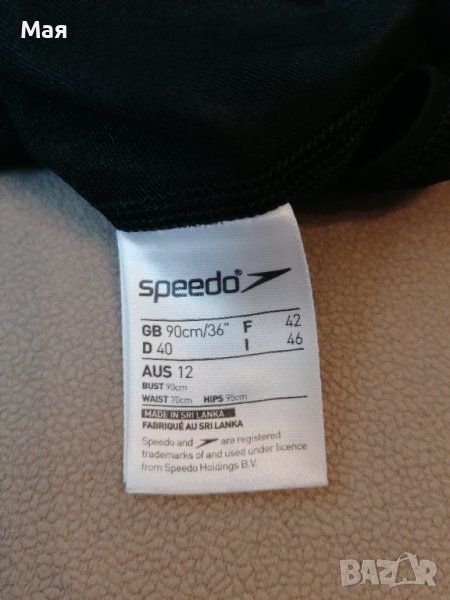 Мая
speedo®
GB 90cm/36" F 42
D 40 I 46
AUS 12
BUST 90cm
WAIST 70cm HIPS 95cm
MADE IN SRI LANKA
FABRIQUÉ AU SRI LANKA
Speedo and are registered
trademarks of and used under licence
from Speedo Holdings B.V.
BAZAR